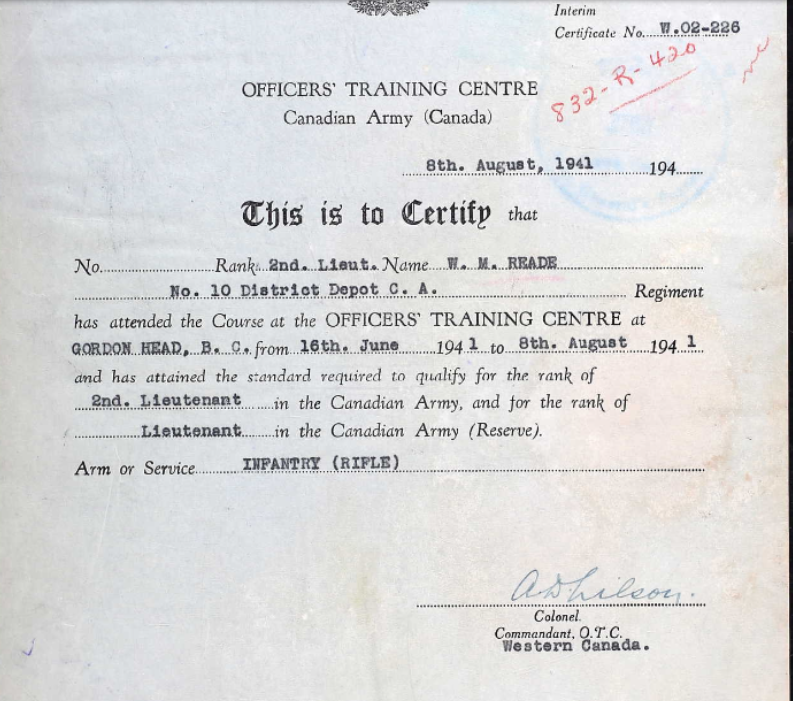 Interim
Certificate No. W.02-226
832-R-420
OFFICERS' TRAINING CENTRE
Canadian Army (Canada)
8th. August, 1941 194
This is to Certify that
No. Rank 2nd. Lieut. Name W. M. READE
No. 10 District Depot C. A. Regiment
has attended the Course at the OFFICERS' TRAINING CENTRE at
GORDON HEAD, B. C. from 16th. June 194 1 to 8th. August 194 1
and has attained the standard required to qualify for the rank of
2nd. Lieutenant in the Canadian Army, and for the rank of
Lieutenant in the Canadian Army (Reserve).
Arm or Service INFANTRY (RIFLE)
Colonel.
Commandant, O.T.C.
Western Canada.